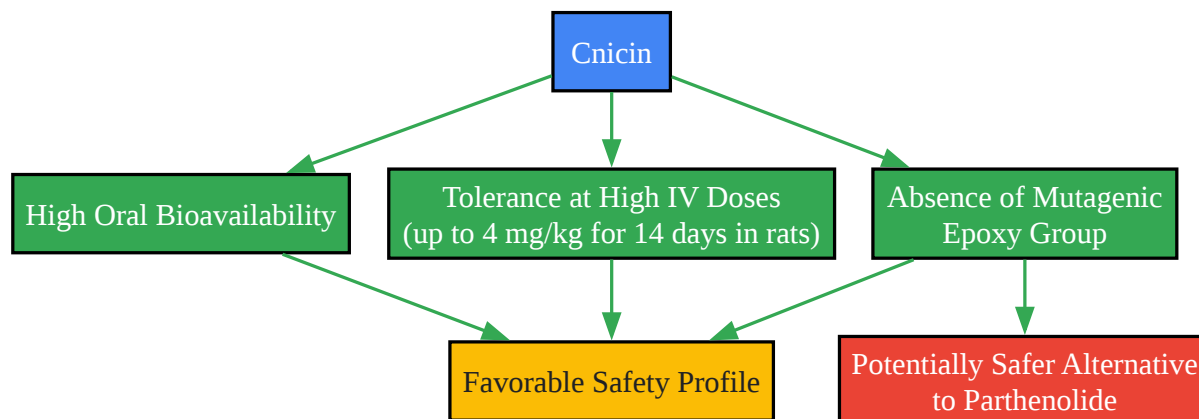 Cnicin
High Oral Bioavailability
Tolerance at High IV Doses
(up to 4 mg/kg for 14 days in rats)
Absence of Mutagenic
Epoxy Group
Favorable Safety Profile
Potentially Safer Alternative
to Parthenolide